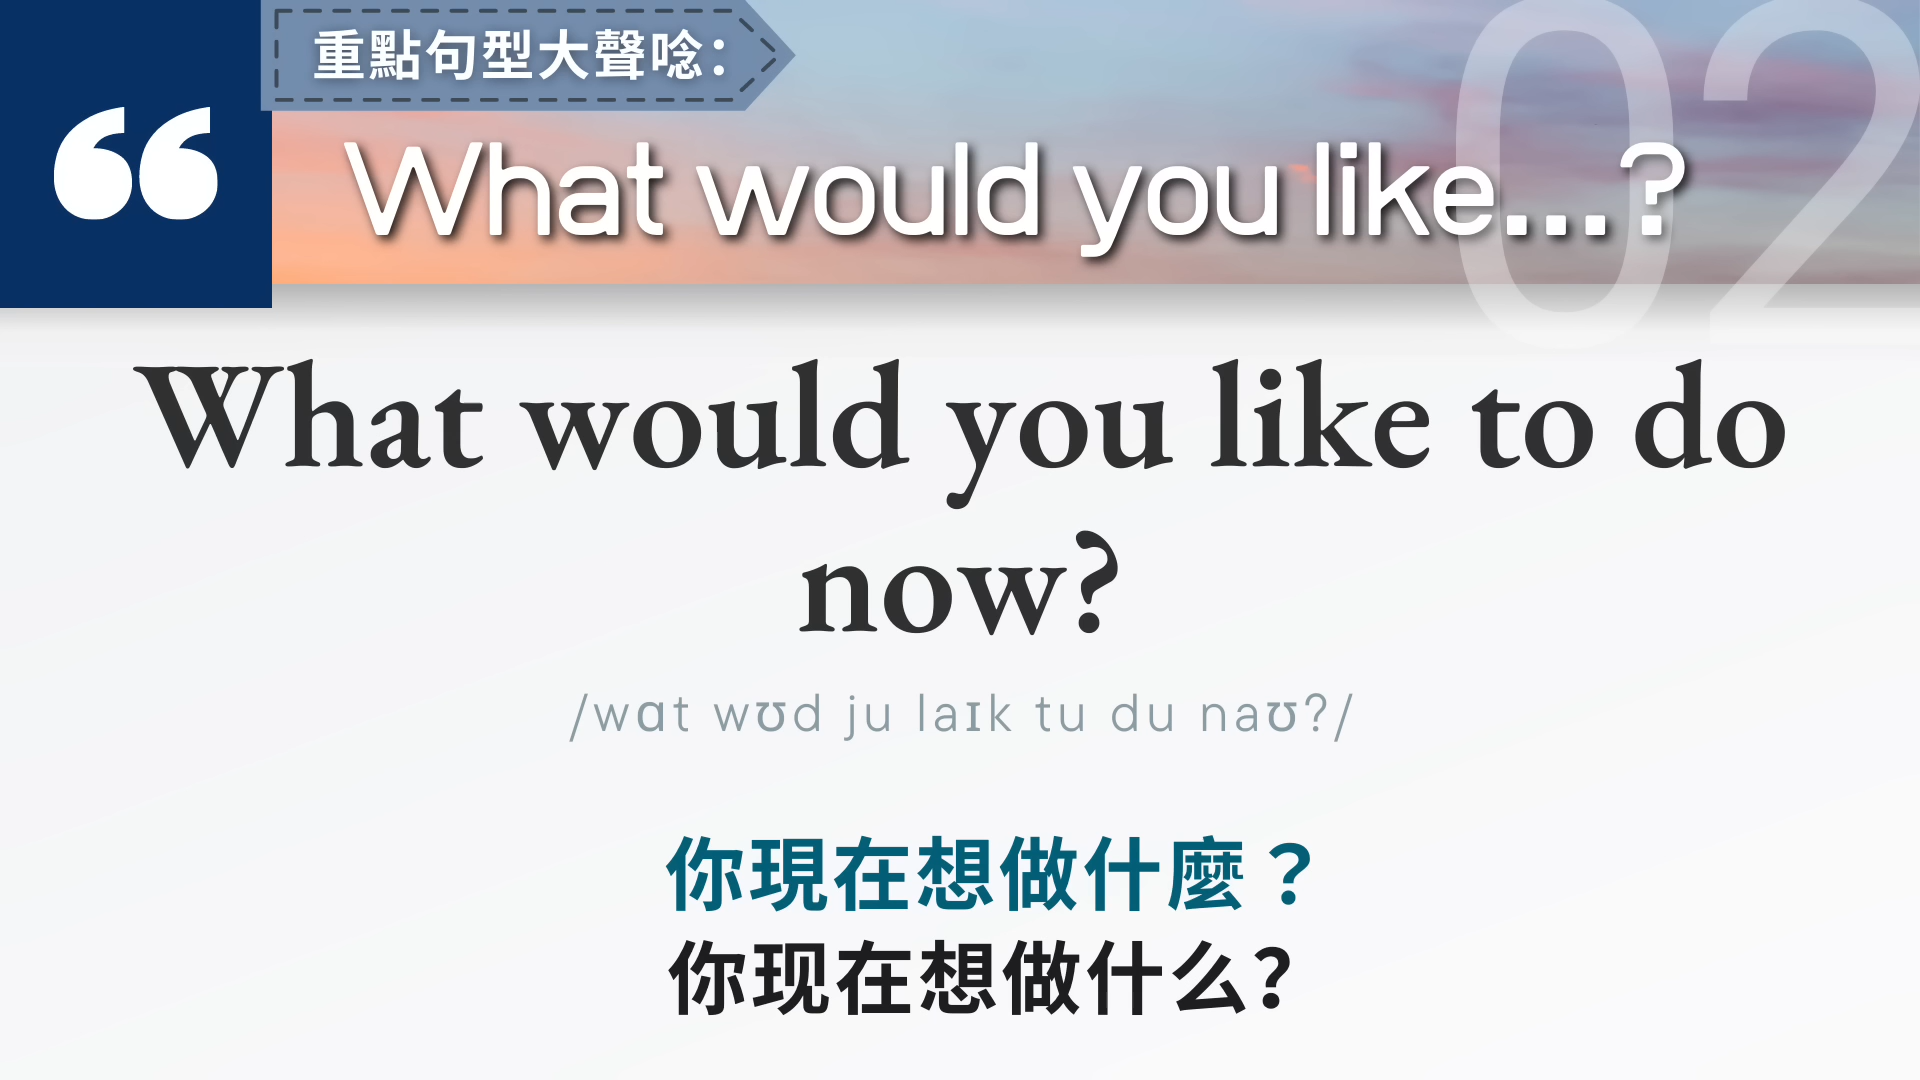 重點句型大聲唸：
02
What would you like...?
What would you like to do
now?
/wɑt wʊd ju laɪk tu du naʊ?/
你現在想做什麼？
你现在想做什么?